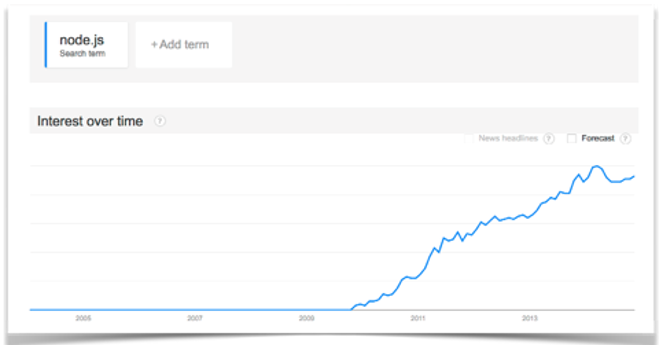 node.js
Search term
+Add term
Interest over time ?
News headlines ? Forecast ?
2005 2007 2009 2011 2013